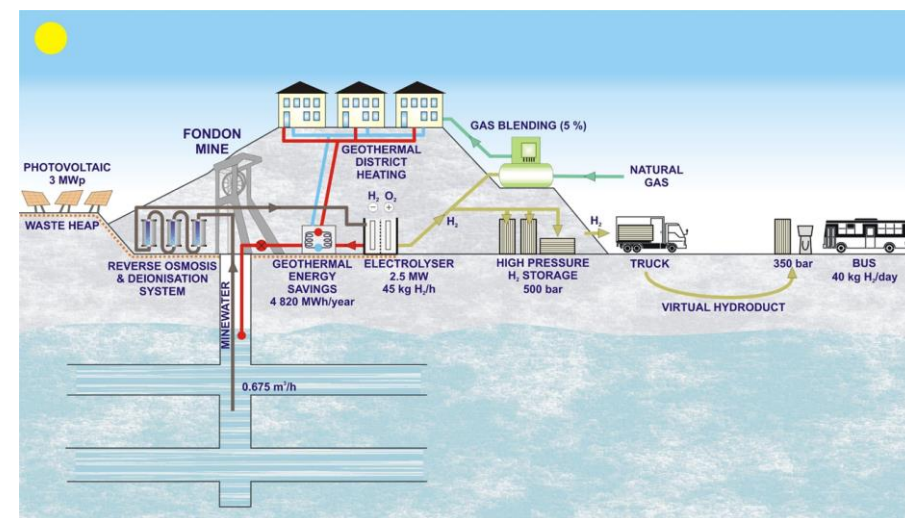 PHOTOVOLTAIC
3 MWp
WASTE HEAP
FONDON
MINE
REVERSE OSMOSIS
& DEIONISATION
SYSTEM
MINEWATER
0.675 m³/h
GEOTHERMAL
DISTRICT
HEATING
GEOTHERMAL
ENERGY
SAVINGS
4 820 MWh/year
H₂ O₂
− +
ELECTROLYSER
2.5 MW
45 kg H₂/h
H₂
GAS BLENDING (5 %)
NATURAL
GAS
HIGH PRESSURE
H₂ STORAGE
500 bar
H₂
TRUCK
VIRTUAL HYDRODUCT
350 bar
BUS
40 kg H₂/day